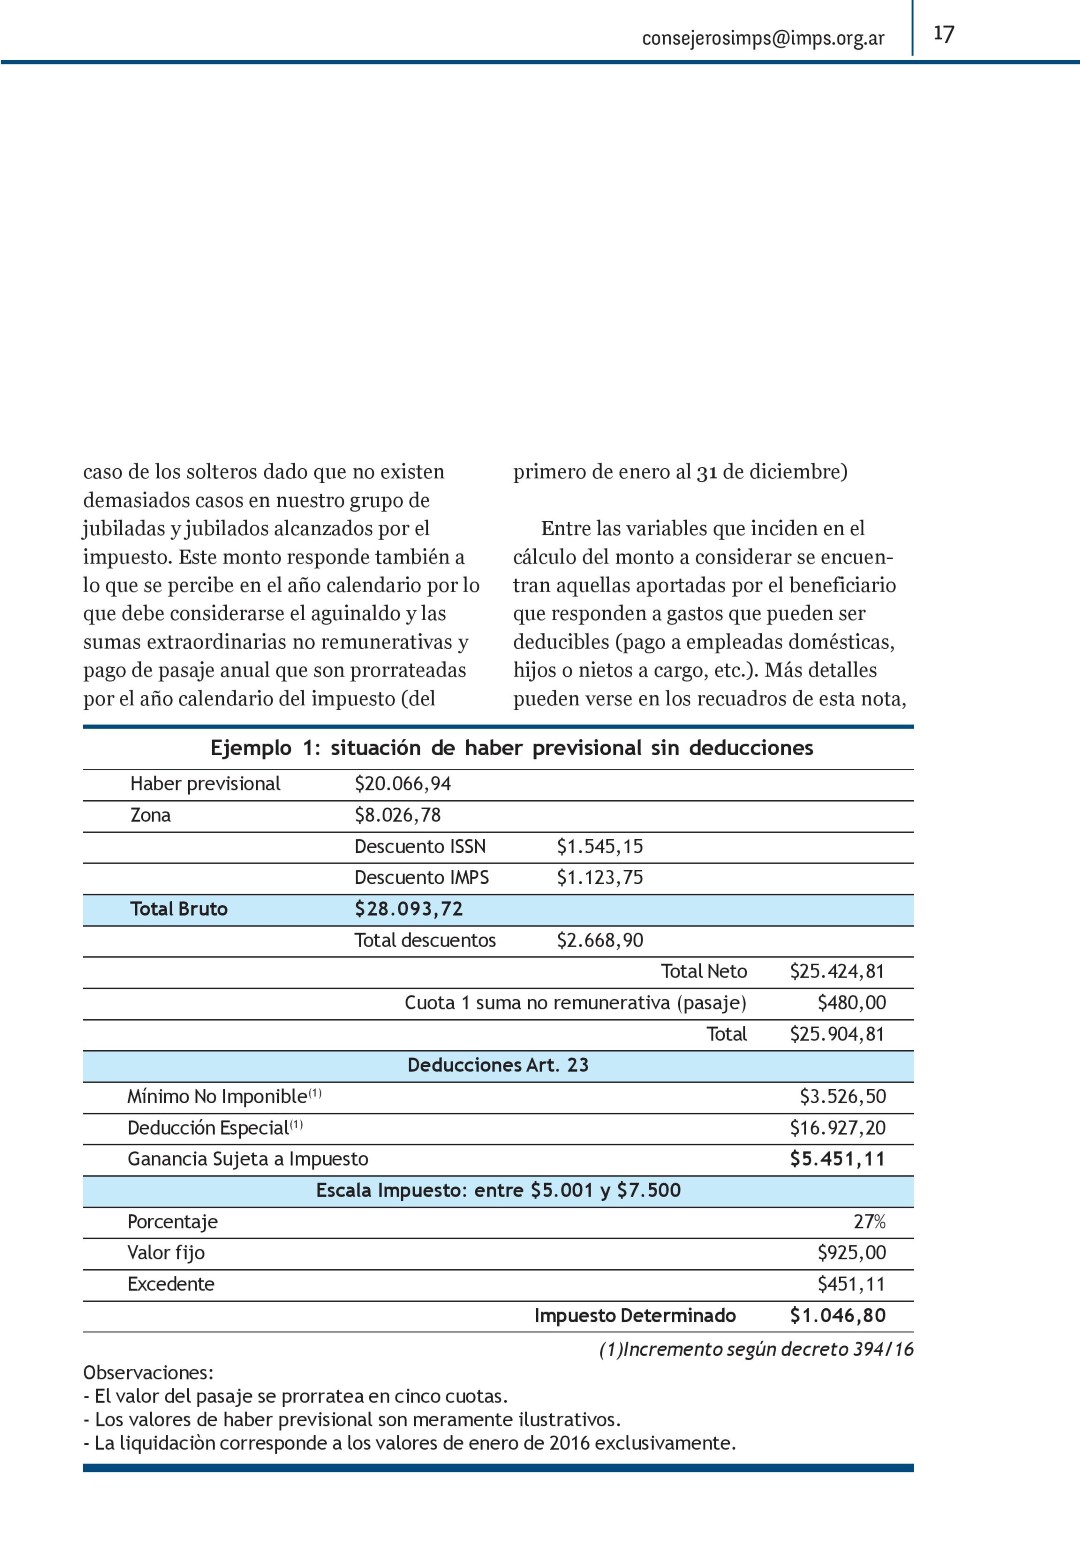 consejerosimps@imps.org.ar
17
caso de los solteros dado que no existen
demasiados casos en nuestro grupo de
jubiladas y jubilados alcanzados por el
impuesto. Este monto responde también a
lo que se percibe en el año calendario por lo
que debe considerarse el aguinaldo y las
sumas extraordinarias no remunerativas y
pago de pasaje anual que son prorrateadas
por el año calendario del impuesto (del
primero de enero al 31 de diciembre)
Entre las variables que inciden en el
cálculo del monto a considerar se encuen-
tran aquellas aportadas por el beneficiario
que responden a gastos que pueden ser
deducibles (pago a empleadas domésticas,
hijos o nietos a cargo, etc.). Más detalles
pueden verse en los recuadros de esta nota,
Ejemplo 1: situación de haber previsional sin deducciones
Haber previsional $20.066,94
Zona $8.026,78
Descuento ISSN $1.545,15
Descuento IMPS $1.123,75
Total Bruto $28.093,72
Total descuentos $2.668,90
Total Neto $25.424,81
Cuota 1 suma no remunerativa (pasaje) $480,00
Total $25.904,81
Deducciones Art. 23
Mínimo No Imponible(1) $3.526,50
Deducción Especial(1) $16.927,20
Ganancia Sujeta a Impuesto $5.451,11
Escala Impuesto: entre $5.001 y $7.500
Porcentaje 27%
Valor fijo $925,00
Excedente $451,11
Impuesto Determinado $1.046,80
(1)Incremento según decreto 394/16
Observaciones:
- El valor del pasaje se prorratea en cinco cuotas.
- Los valores de haber previsional son meramente ilustrativos.
- La liquidaciòn corresponde a los valores de enero de 2016 exclusivamente.